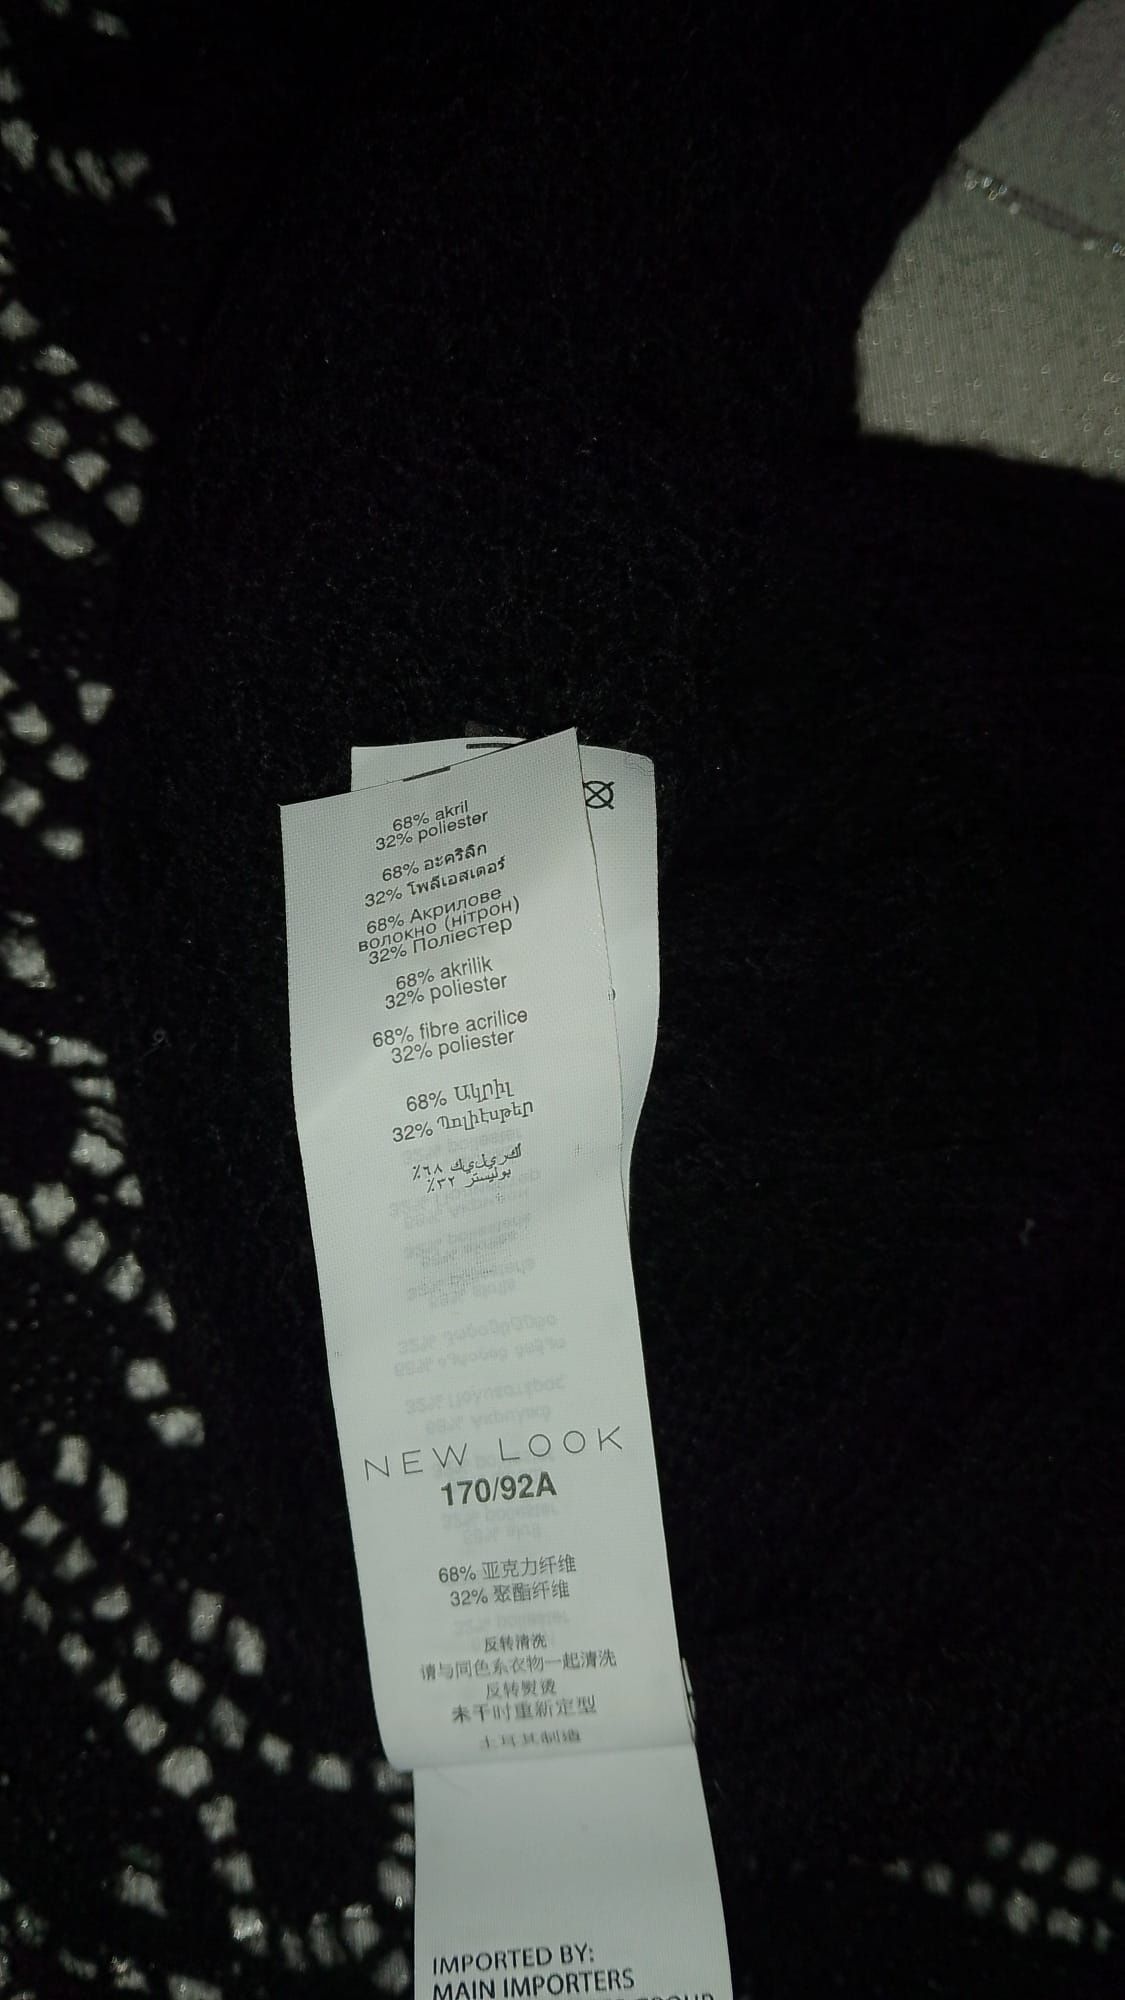 68% akril
32% poliester
68% อะคริลิก
32% โพลีเอสเตอร์
68% Акрилове
волокно (нітрон)
32% Поліестер
68% akrilik
32% poliester
68% fibre acrilice
32% poliester
68% Ակրիլ
32% Պոլիէսթեր
أكريليك ٦٨٪
بوليستر ٣٢٪
NEW LOOK
170/92A
68% 亚克力纤维
32% 聚酯纤维
反转清洗
请与同色系衣物一起清洗
反转熨烫
未干时重新定型
土耳其制造
IMPORTED BY:
MAIN IMPORTERS